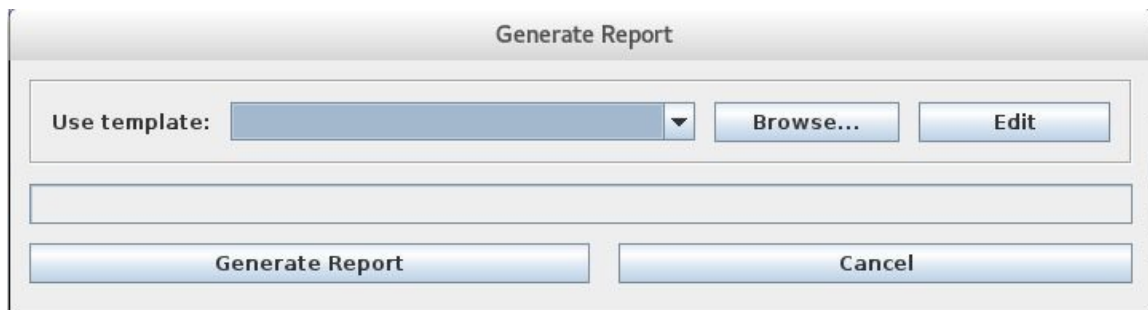 Generate Report
Use template: Browse... Edit
Generate Report Cancel